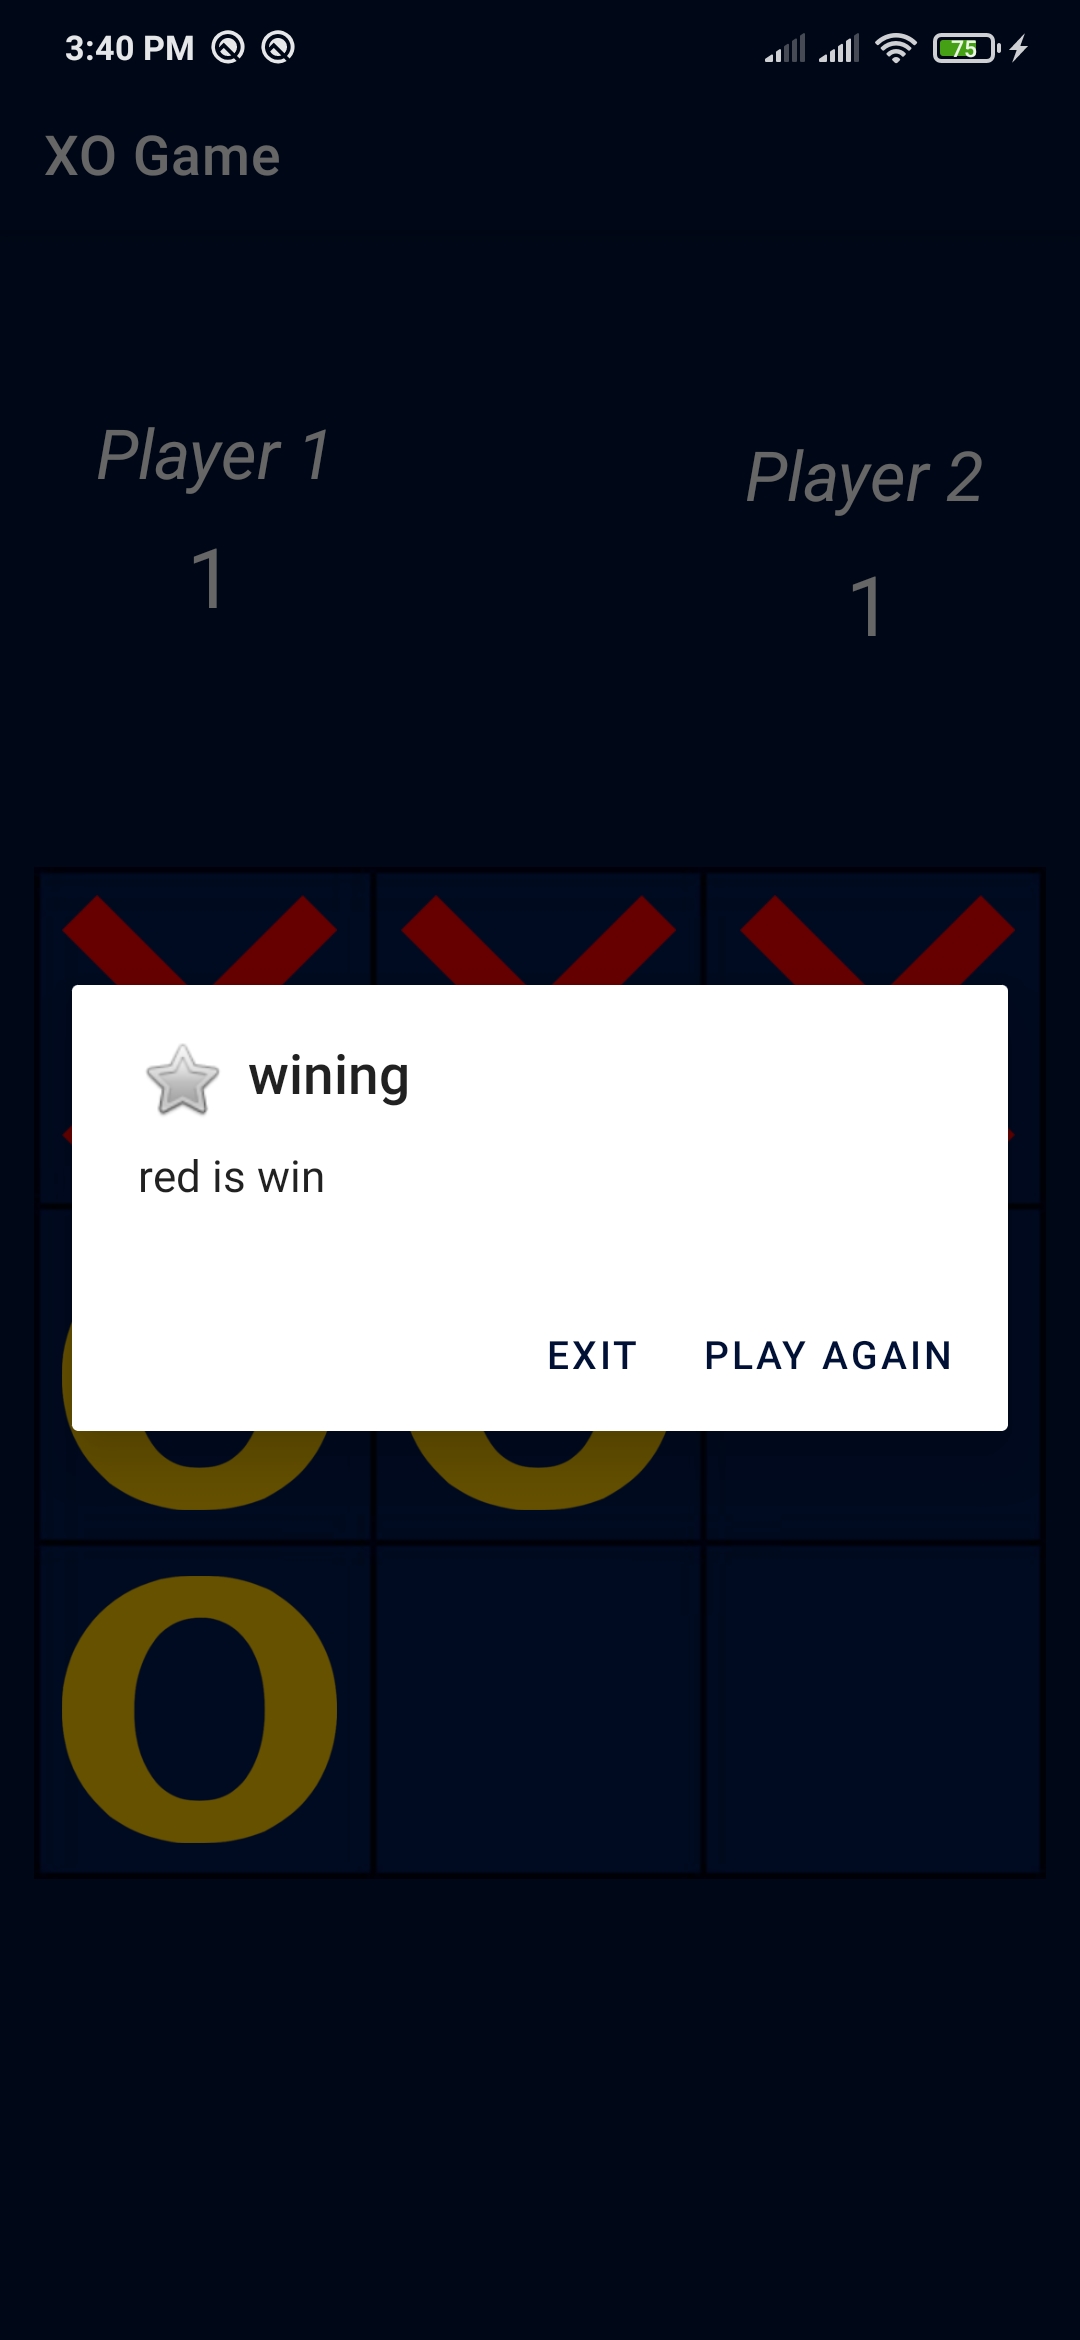 3:40 PM
75
XO Game
Player 1
Player 2
1
1
X X X
wining
red is win
EXIT PLAY AGAIN
O O
O